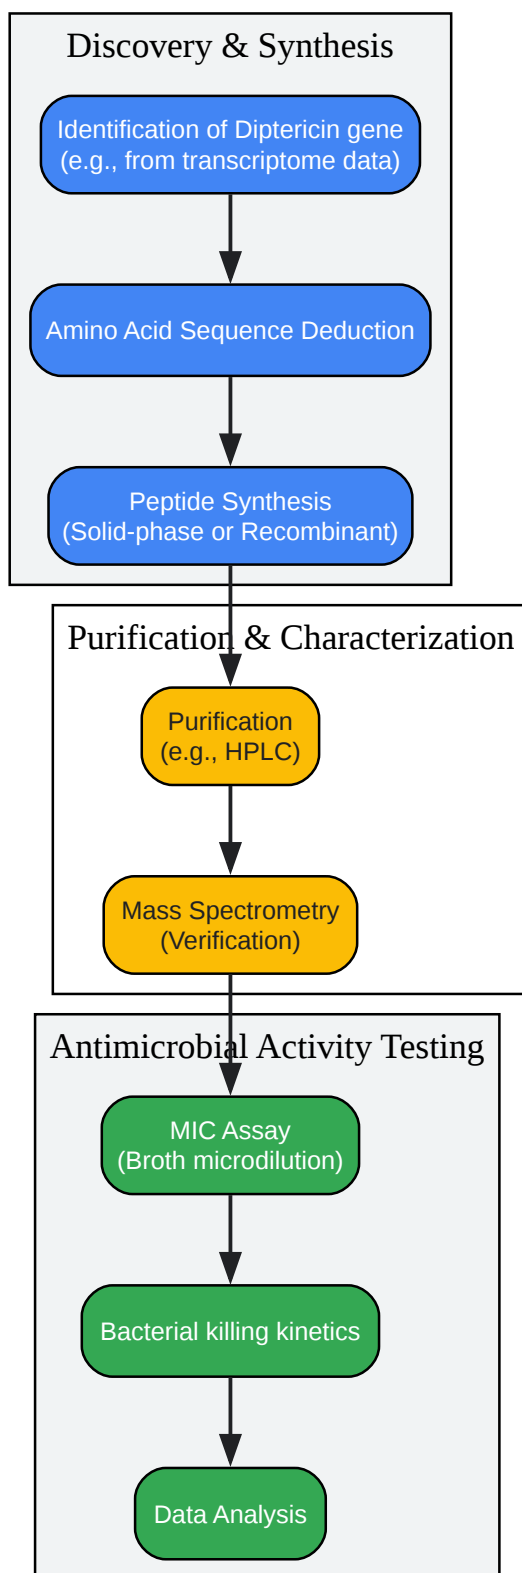 Discovery & Synthesis
Identification of Diptericin gene
(e.g., from transcriptome data)
Amino Acid Sequence Deduction
Peptide Synthesis
(Solid-phase or Recombinant)
Purification & Characterization
Purification
(e.g., HPLC)
Mass Spectrometry
(Verification)
Antimicrobial Activity Testing
MIC Assay
(Broth microdilution)
Bacterial killing kinetics
Data Analysis